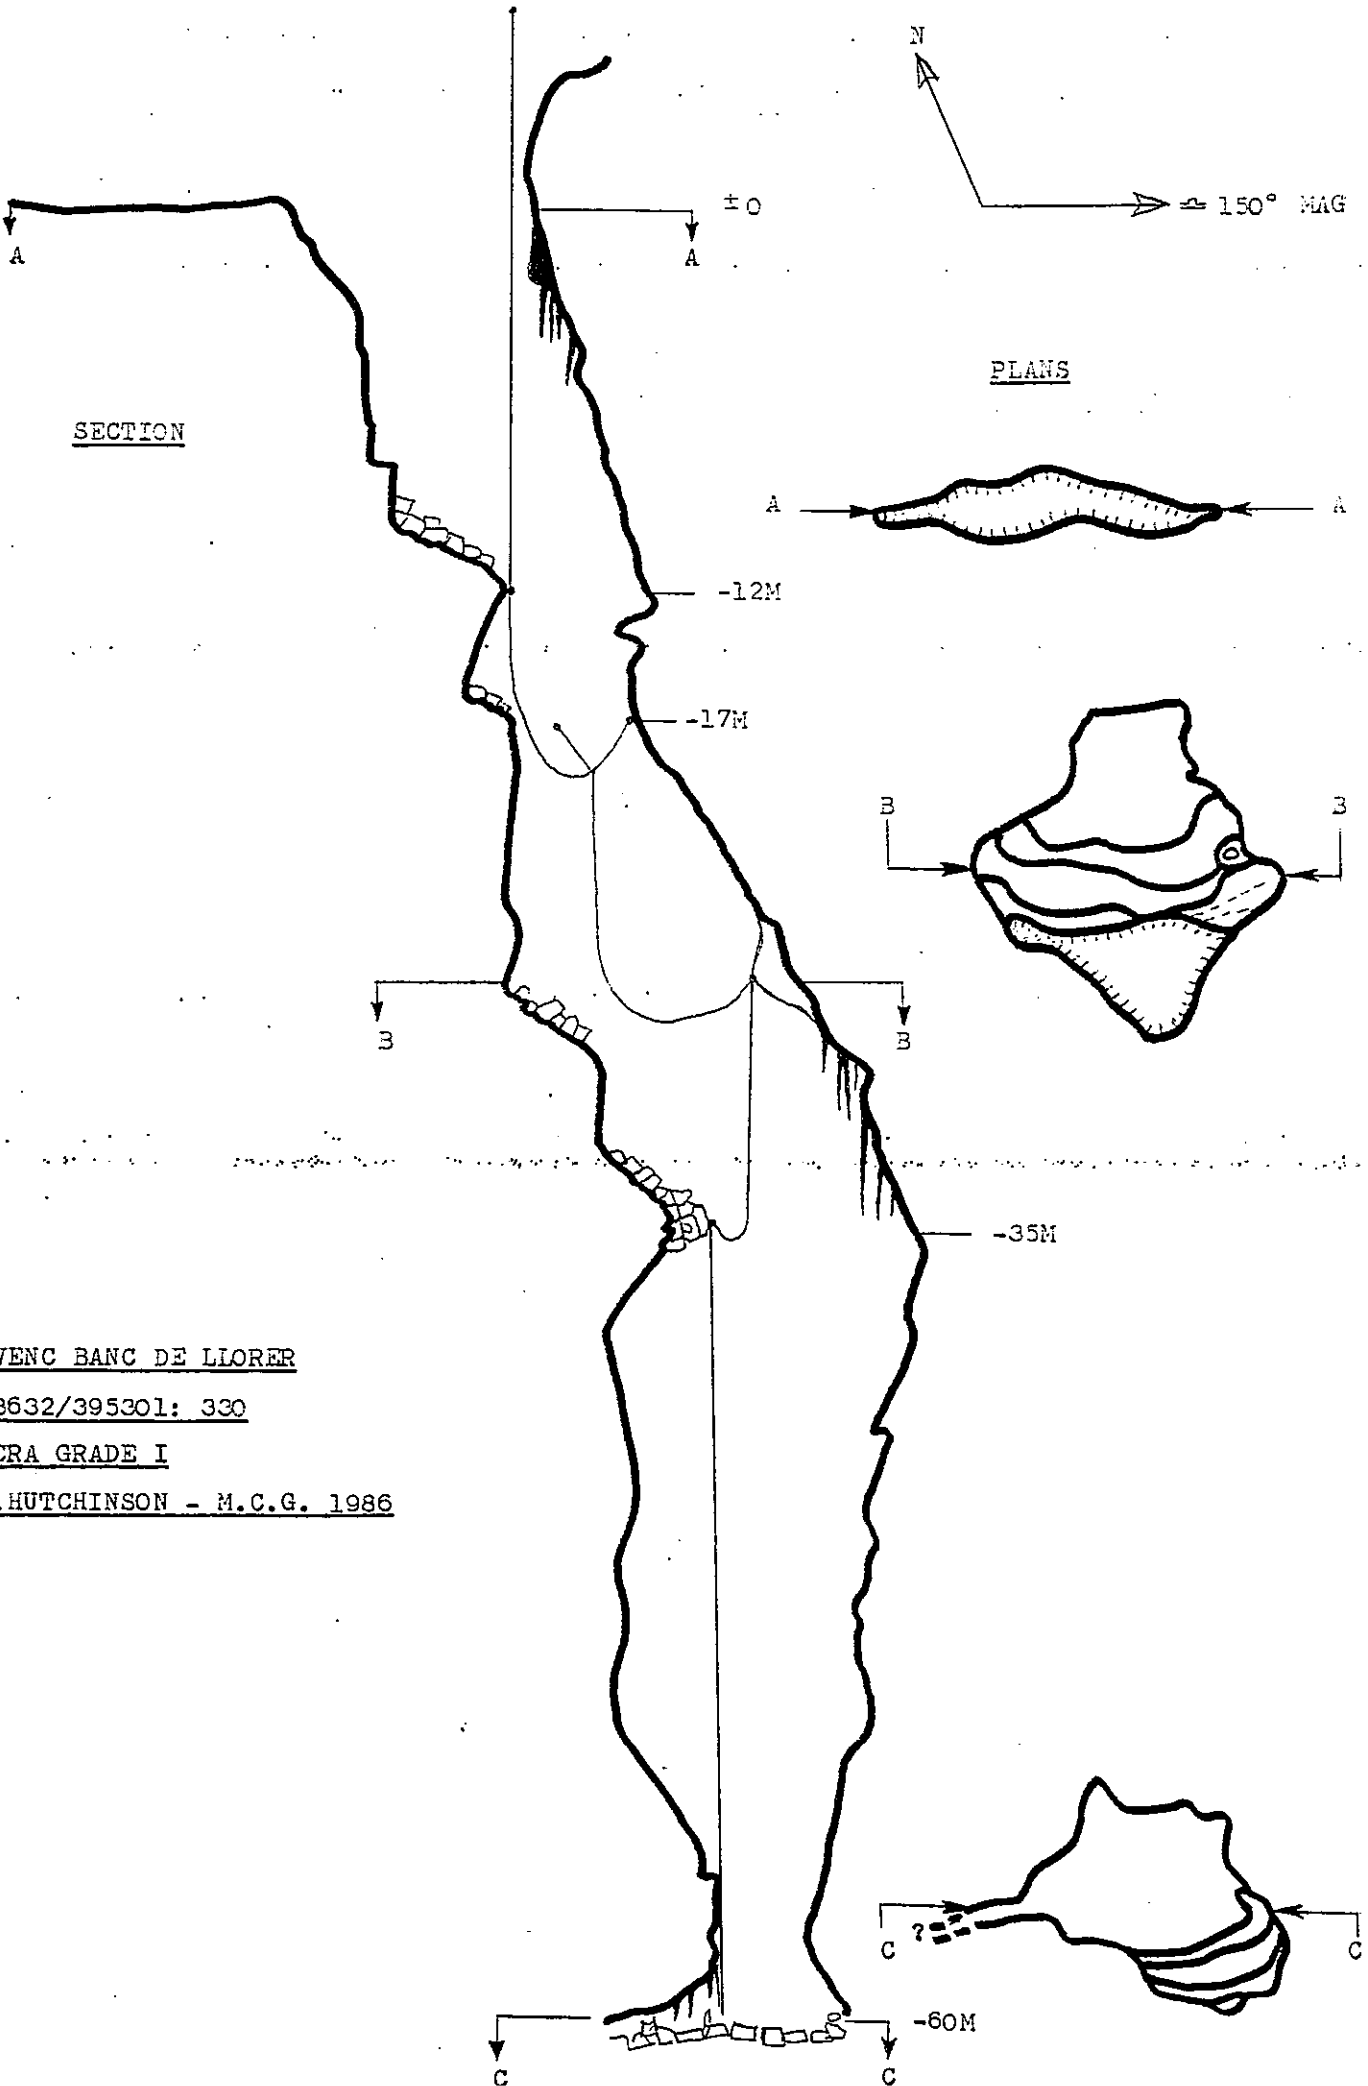 N
±0
≏ 150° MAG
A
A
PLANS
SECTION
A
A
-12M
-17M
B
B
B
B
-35M
VENC BANC DE LLORER
3632/395301: 330
CRA GRADE I
.HUTCHINSON - M.C.G. 1986
C
?
C
-60M
C
C